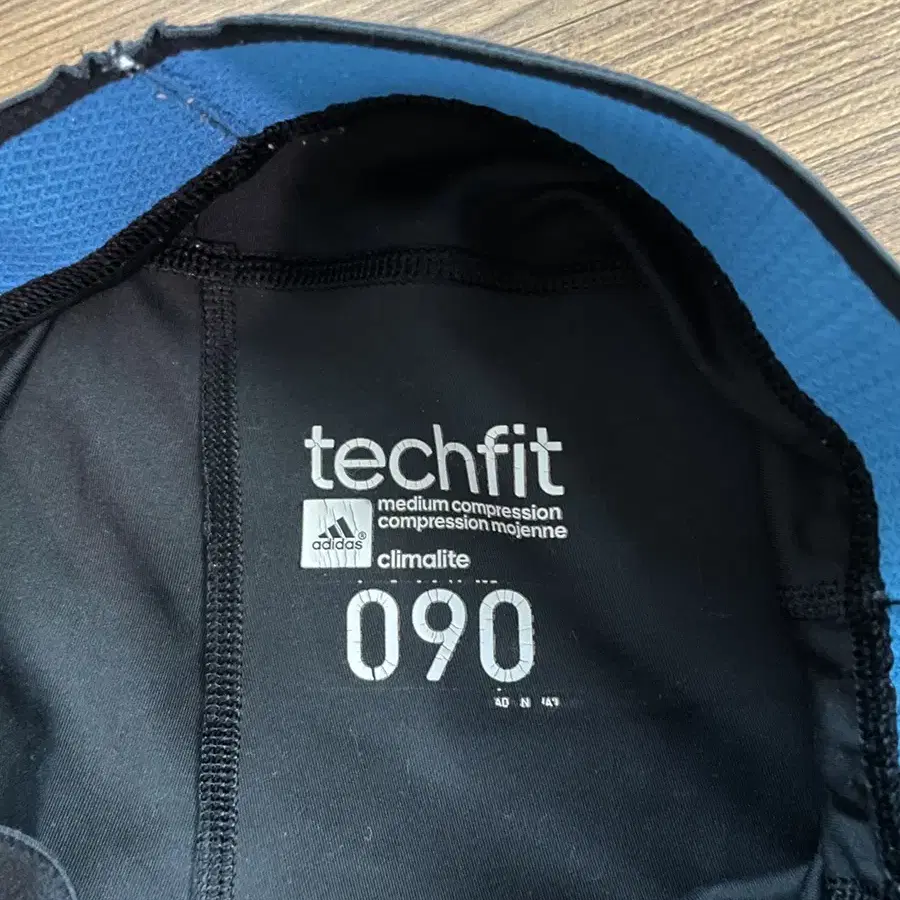 techfit
medium compression
compression mojenne
adidas®
climalite
090